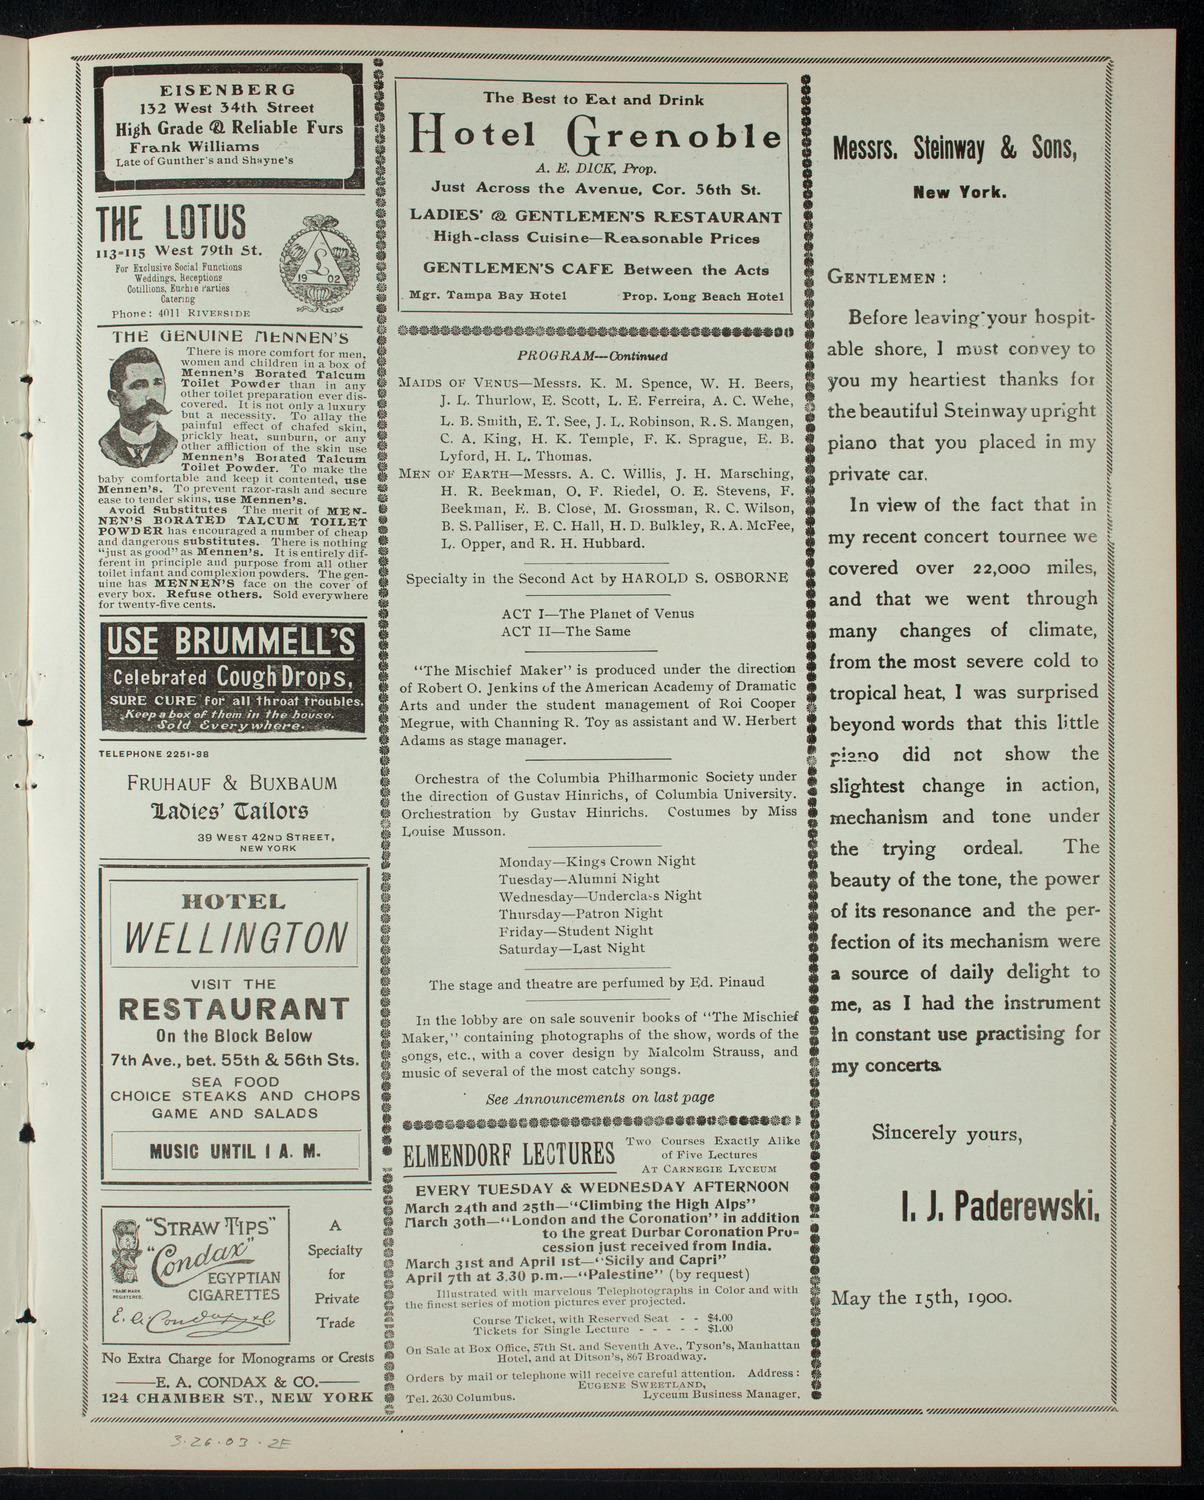 EISENBERG
132 West 34th Street
High Grade & Reliable Furs
Frank Williams
Late of Gunther's and Shayne's
THE LOTUS
113-115 West 79th St.
For Exclusive Social Functions
Weddings, Receptions
Cotillions, Euchre Parties
Catering
Phone: 4011 RIVERSIDE
L
19 02
THE GENUINE MENNEN'S
There is more comfort for men,
women and children in a box of
Mennen's Borated Talcum
Toilet Powder than in any
other toilet preparation ever dis-
covered. It is not only a luxury
but a necessity. To allay the
painful effect of chafed skin,
prickly heat, sunburn, or any
other affliction of the skin use
Mennen's Borated Talcum
Toilet Powder. To make the
baby comfortable and keep it contented, use
Mennen's. To prevent razor-rash and secure
ease to tender skins, use Mennen's.
Avoid Substitutes The merit of MEN-
NEN'S BORATED TALCUM TOILET
POWDER has encouraged a number of cheap
and dangerous substitutes. There is nothing
"just as good" as Mennen's. It is entirely dif-
ferent in principle and purpose from all other
toilet infant and complexion powders. The gen-
uine has MENNEN'S face on the cover of
every box. Refuse others. Sold everywhere
for twenty-five cents.
USE BRUMMELL'S
Celebrated Cough Drops,
SURE CURE for all throat troubles.
Keep a box of them in the house.
Sold Everywhere.
TELEPHONE 2251-38
FRUHAUF & BUXBAUM
Ladies' Tailors
39 WEST 42ND STREET,
NEW YORK
HOTEL
WELLINGTON
VISIT THE
RESTAURANT
On the Block Below
7th Ave., bet. 55th & 56th Sts.
SEA FOOD
CHOICE STEAKS AND CHOPS
GAME AND SALADS
MUSIC UNTIL 1 A. M.
"STRAW TIPS"
"Condax"
EGYPTIAN
CIGARETTES
TRADE MARK
REGISTERED.
E. A. Condax & Co
A
Specialty
for
Private
Trade
No Extra Charge for Monograms or Crests
E. A. CONDAX & CO.
124 CHAMBER ST., NEW YORK
The Best to Eat and Drink
Hotel Grenoble
A. E. DICK, Prop.
Just Across the Avenue, Cor. 56th St.
LADIES' & GENTLEMEN'S RESTAURANT
High-class Cuisine—Reasonable Prices
GENTLEMEN'S CAFE Between the Acts
Mgr. Tampa Bay Hotel Prop. Long Beach Hotel
PROGRAM—Continued
MAIDS OF VENUS—Messrs. K. M. Spence, W. H. Beers,
J. L. Thurlow, E. Scott, L. E. Ferreira, A. C. Wehe,
L. B. Smith, E. T. See, J. L. Robinson, R. S. Mangen,
C. A. King, H. K. Temple, F. K. Sprague, E. B.
Lyford, H. L. Thomas.
MEN OF EARTH—Messrs. A. C. Willis, J. H. Marsching,
H. R. Beekman, O. F. Riedel, O. E. Stevens, F.
Beekman, E. B. Close, M. Grossman, R. C. Wilson,
B. S. Palliser, E. C. Hall, H. D. Bulkley, R. A. McFee,
L. Opper, and R. H. Hubbard.
Specialty in the Second Act by HAROLD S. OSBORNE
ACT I—The Planet of Venus
ACT II—The Same
"The Mischief Maker" is produced under the direction
of Robert O. Jenkins of the American Academy of Dramatic
Arts and under the student management of Roi Cooper
Megrue, with Channing R. Toy as assistant and W. Herbert
Adams as stage manager.
Orchestra of the Columbia Philharmonic Society under
the direction of Gustav Hinrichs, of Columbia University.
Orchestration by Gustav Hinrichs. Costumes by Miss
Louise Musson.
Monday—Kings Crown Night
Tuesday—Alumni Night
Wednesday—Underclass Night
Thursday—Patron Night
Friday—Student Night
Saturday—Last Night
The stage and theatre are perfumed by Ed. Pinaud
In the lobby are on sale souvenir books of "The Mischief
Maker," containing photographs of the show, words of the
songs, etc., with a cover design by Malcolm Strauss, and
music of several of the most catchy songs.
See Announcements on last page
ELMENDORF LECTURES
Two Courses Exactly Alike
of Five Lectures
AT CARNEGIE LYCEUM
EVERY TUESDAY & WEDNESDAY AFTERNOON
March 24th and 25th—"Climbing the High Alps"
March 30th—"London and the Coronation" in addition
to the great Durbar Coronation Pro-
cession just received from India.
March 31st and April 1st—"Sicily and Capri"
April 7th at 3.30 p.m.—"Palestine" (by request)
Illustrated with marvelous Telephotographs in Color and with
the finest series of motion pictures ever projected.
Course Ticket, with Reserved Seat - - $4.00
Tickets for Single Lecture - - - - - $1.00
On Sale at Box Office, 57th St. and Seventh Ave., Tyson's, Manhattan
Hotel, and at Ditson's, 867 Broadway.
Orders by mail or telephone will receive careful attention. Address:
EUGENE SWEETLAND,
Tel. 2630 Columbus. Lyceum Business Manager.
Messrs. Steinway & Sons,
New York.
GENTLEMEN:
Before leaving your hospit-
able shore, I must convey to
you my heartiest thanks for
the beautiful Steinway upright
piano that you placed in my
private car.
In view of the fact that in
my recent concert tournee we
covered over 22,000 miles,
and that we went through
many changes of climate,
from the most severe cold to
tropical heat, I was surprised
beyond words that this little
piano did not show the
slightest change in action,
mechanism and tone under
the trying ordeal. The
beauty of the tone, the power
of its resonance and the per-
fection of its mechanism were
a source of daily delight to
me, as I had the instrument
in constant use practising for
my concerts.
Sincerely yours,
I. J. Paderewski.
May the 15th, 1900.
3·26·03·2E